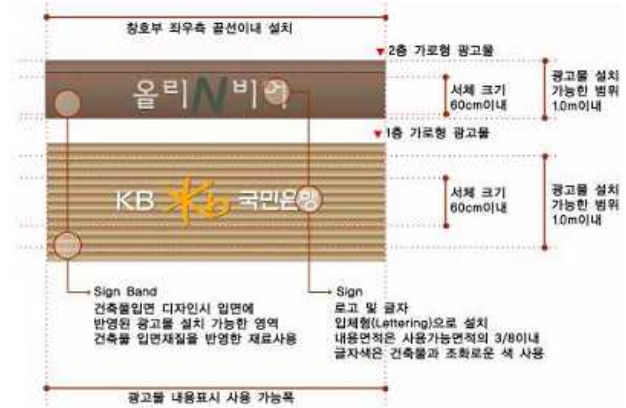 창호부 좌우측 끝선이내 설치
▼2층 가로형 광고물
올리N비어
서체 크기
60cm이내
광고물 설치
가능한 범위
1.0m이내
▼1층 가로형 광고물
KB 국민은행
서체 크기
60cm이내
광고물 설치
가능한 범위
1.0m이내
Sign Band
건축물입면 디자인시 입면에
반영된 광고물 설치 가능한 영역
건축물 입면재질을 반영한 재료사용
Sign
로고 및 글자
입체형(Lettering)으로 설치
내용면적은 사용가능면적의 3/8이내
글자색은 건축물과 조화로운 색 사용
광고물 내용표시 사용 가능폭